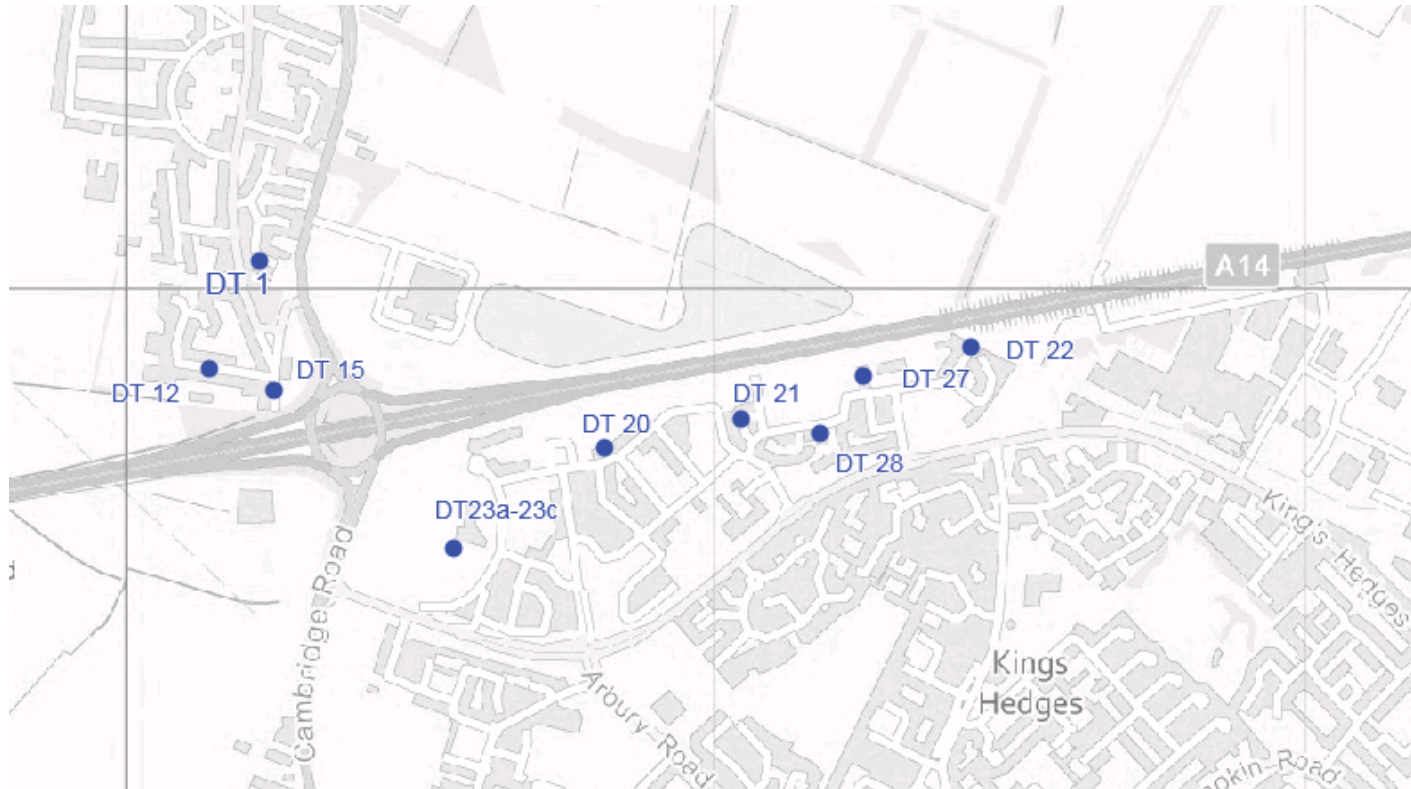 A14
DT 1
DT 22
DT 15
DT 27
DT 12
DT 21
DT 20
DT 28
DT23a-23c
King's Hedges
Cambridge Road
Kings
Hedges
Arbury Road
Road